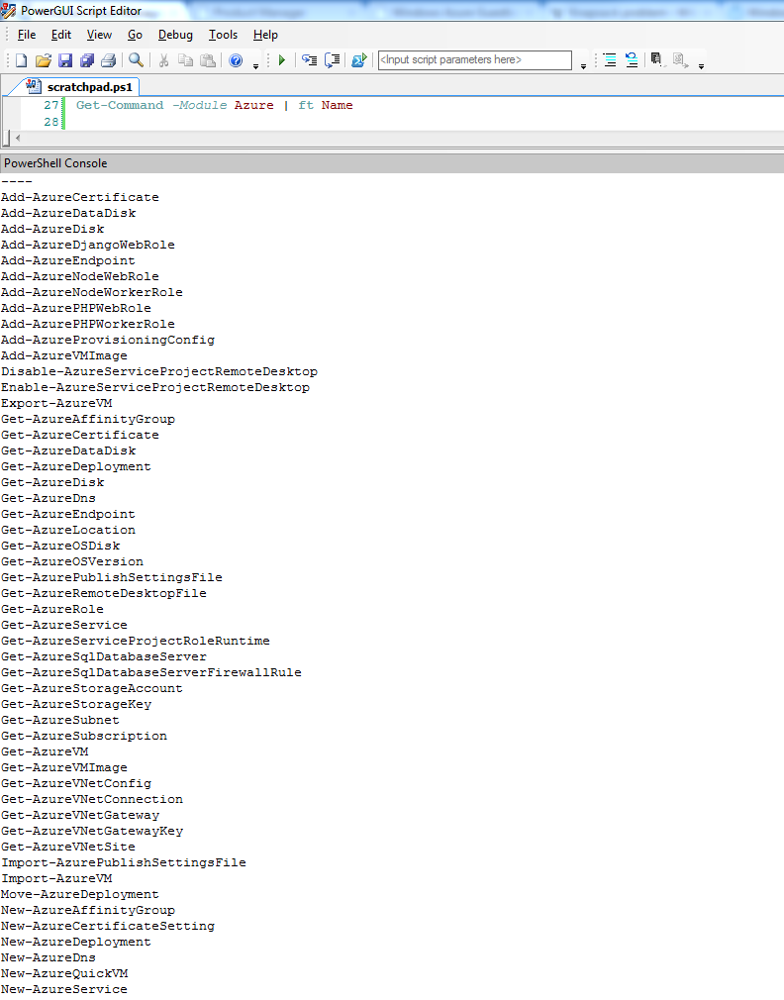 PowerGUI Script Editor
File Edit View Go Debug Tools Help
<Input script parameters here>
scratchpad.ps1
27 Get-Command -Module Azure | ft Name
28
PowerShell Console
----
Add-AzureCertificate
Add-AzureDataDisk
Add-AzureDisk
Add-AzureDjangoWebRole
Add-AzureEndpoint
Add-AzureNodeWebRole
Add-AzureNodeWorkerRole
Add-AzurePHPWebRole
Add-AzurePHPWorkerRole
Add-AzureProvisioningConfig
Add-AzureVMImage
Disable-AzureServiceProjectRemoteDesktop
Enable-AzureServiceProjectRemoteDesktop
Export-AzureVM
Get-AzureAffinityGroup
Get-AzureCertificate
Get-AzureDataDisk
Get-AzureDeployment
Get-AzureDisk
Get-AzureDns
Get-AzureEndpoint
Get-AzureLocation
Get-AzureOSDisk
Get-AzureOSVersion
Get-AzurePublishSettingsFile
Get-AzureRemoteDesktopFile
Get-AzureRole
Get-AzureService
Get-AzureServiceProjectRoleRuntime
Get-AzureSqlDatabaseServer
Get-AzureSqlDatabaseServerFirewallRule
Get-AzureStorageAccount
Get-AzureStorageKey
Get-AzureSubnet
Get-AzureSubscription
Get-AzureVM
Get-AzureVMImage
Get-AzureVNetConfig
Get-AzureVNetConnection
Get-AzureVNetGateway
Get-AzureVNetGatewayKey
Get-AzureVNetSite
Import-AzurePublishSettingsFile
Import-AzureVM
Move-AzureDeployment
New-AzureAffinityGroup
New-AzureCertificateSetting
New-AzureDeployment
New-AzureDns
New-AzureQuickVM
New-AzureService